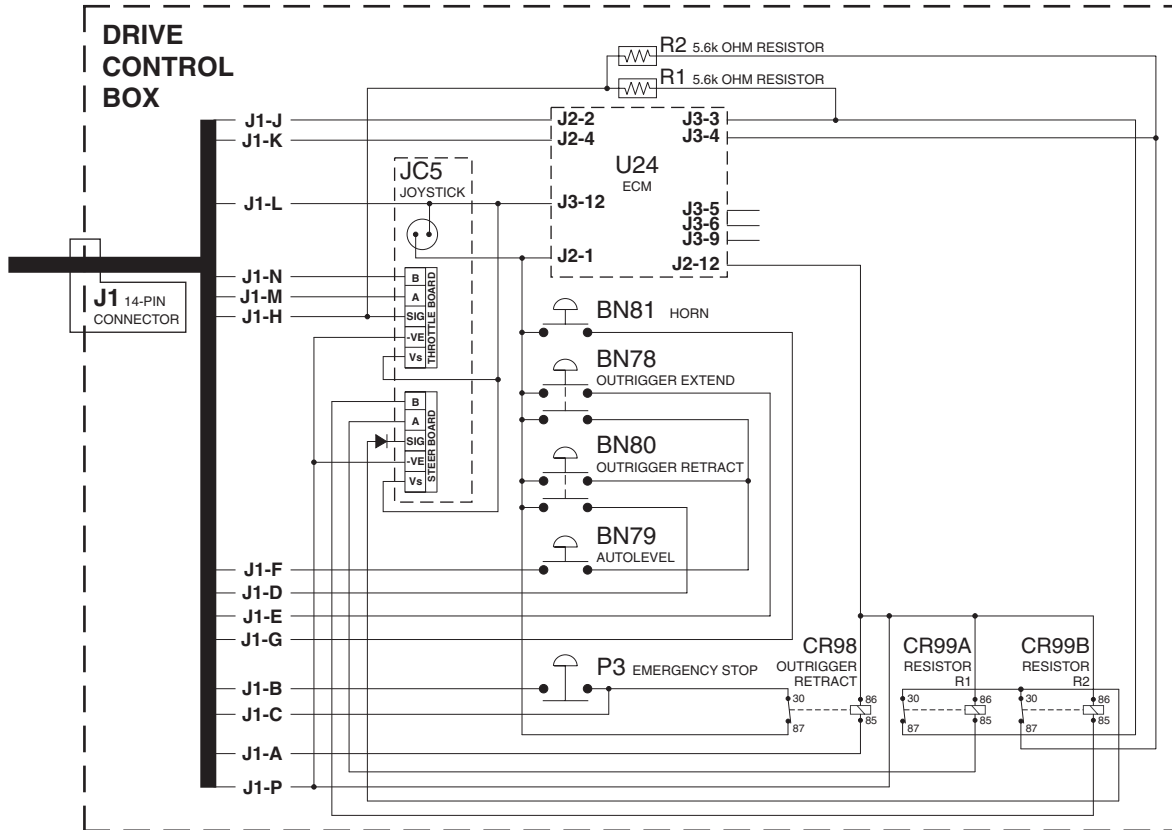 DRIVE
CONTROL
BOX
R2 5.6k OHM RESISTOR
R1 5.6k OHM RESISTOR
J1-J
J1-K
J1-L
J1-N
J1-M
J1-H
J1 14-PIN
CONNECTOR
JC5
JOYSTICK
B
A
SIG
-VE
Vs
THROTTLE BOARD
B
A
SIG
-VE
Vs
STEER BOARD
J2-2
J2-4
J3-12
J2-1
U24
ECM
J3-3
J3-4
J3-5
J3-6
J3-9
J2-12
BN81 HORN
BN78
OUTRIGGER EXTEND
BN80
OUTRIGGER RETRACT
BN79
AUTOLEVEL
J1-F
J1-D
J1-E
J1-G
J1-B
J1-C
J1-A
J1-P
P3 EMERGENCY STOP
CR98
OUTRIGGER
RETRACT
30
87
86
85
CR99A
RESISTOR
R1
30
87
86
85
CR99B
RESISTOR
R2
30
87
86
85